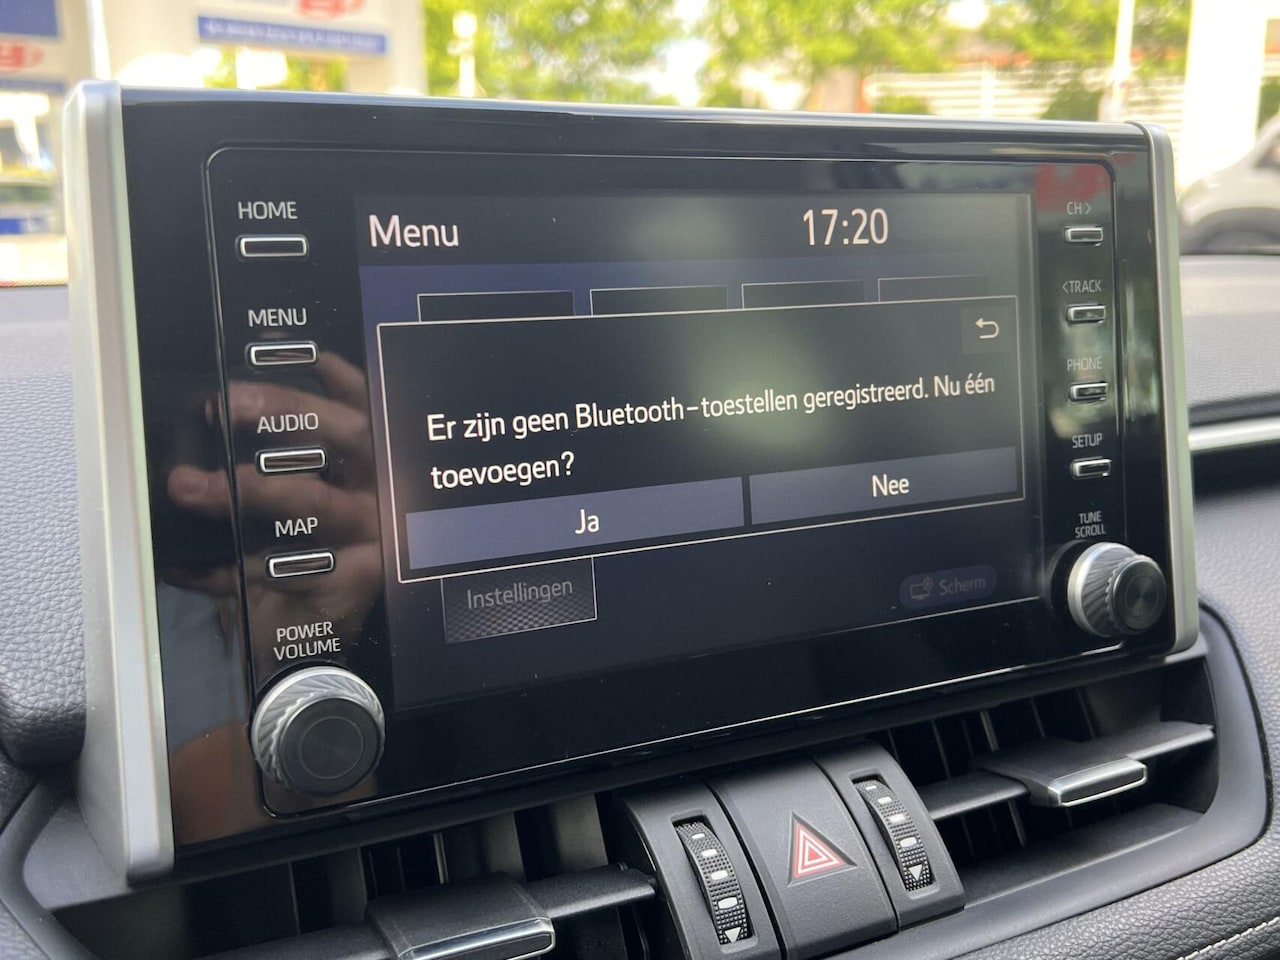 HOME
MENU
AUDIO
MAP
POWER
VOLUME
Menu
17:20
Er zijn geen Bluetooth-toestellen geregistreerd. Nu één
toevoegen?
Ja
Nee
Instellingen
Scherm
CH >
< TRACK
PHONE
SETUP
TUNE
SCROLL